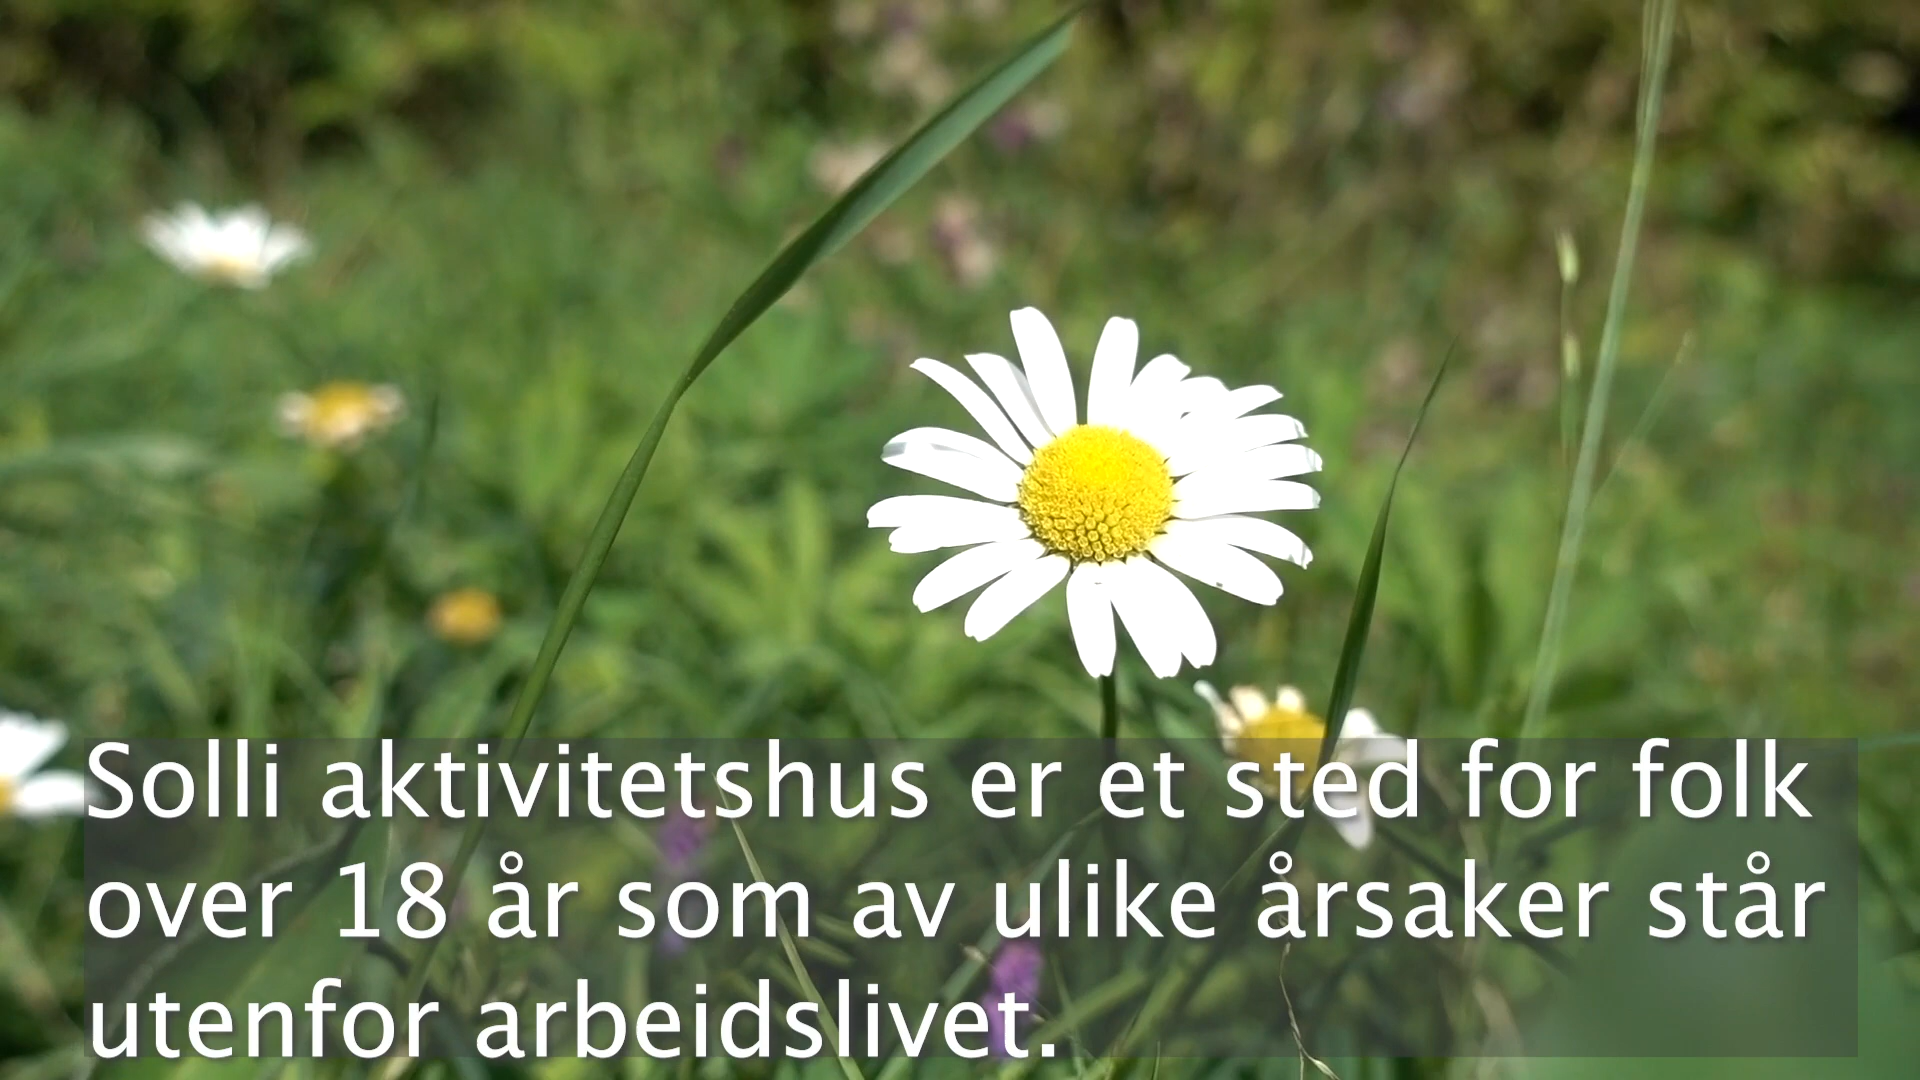 Solli aktivitetshus er et sted for folk
over 18 år som av ulike årsaker står
utenfor arbeidslivet.